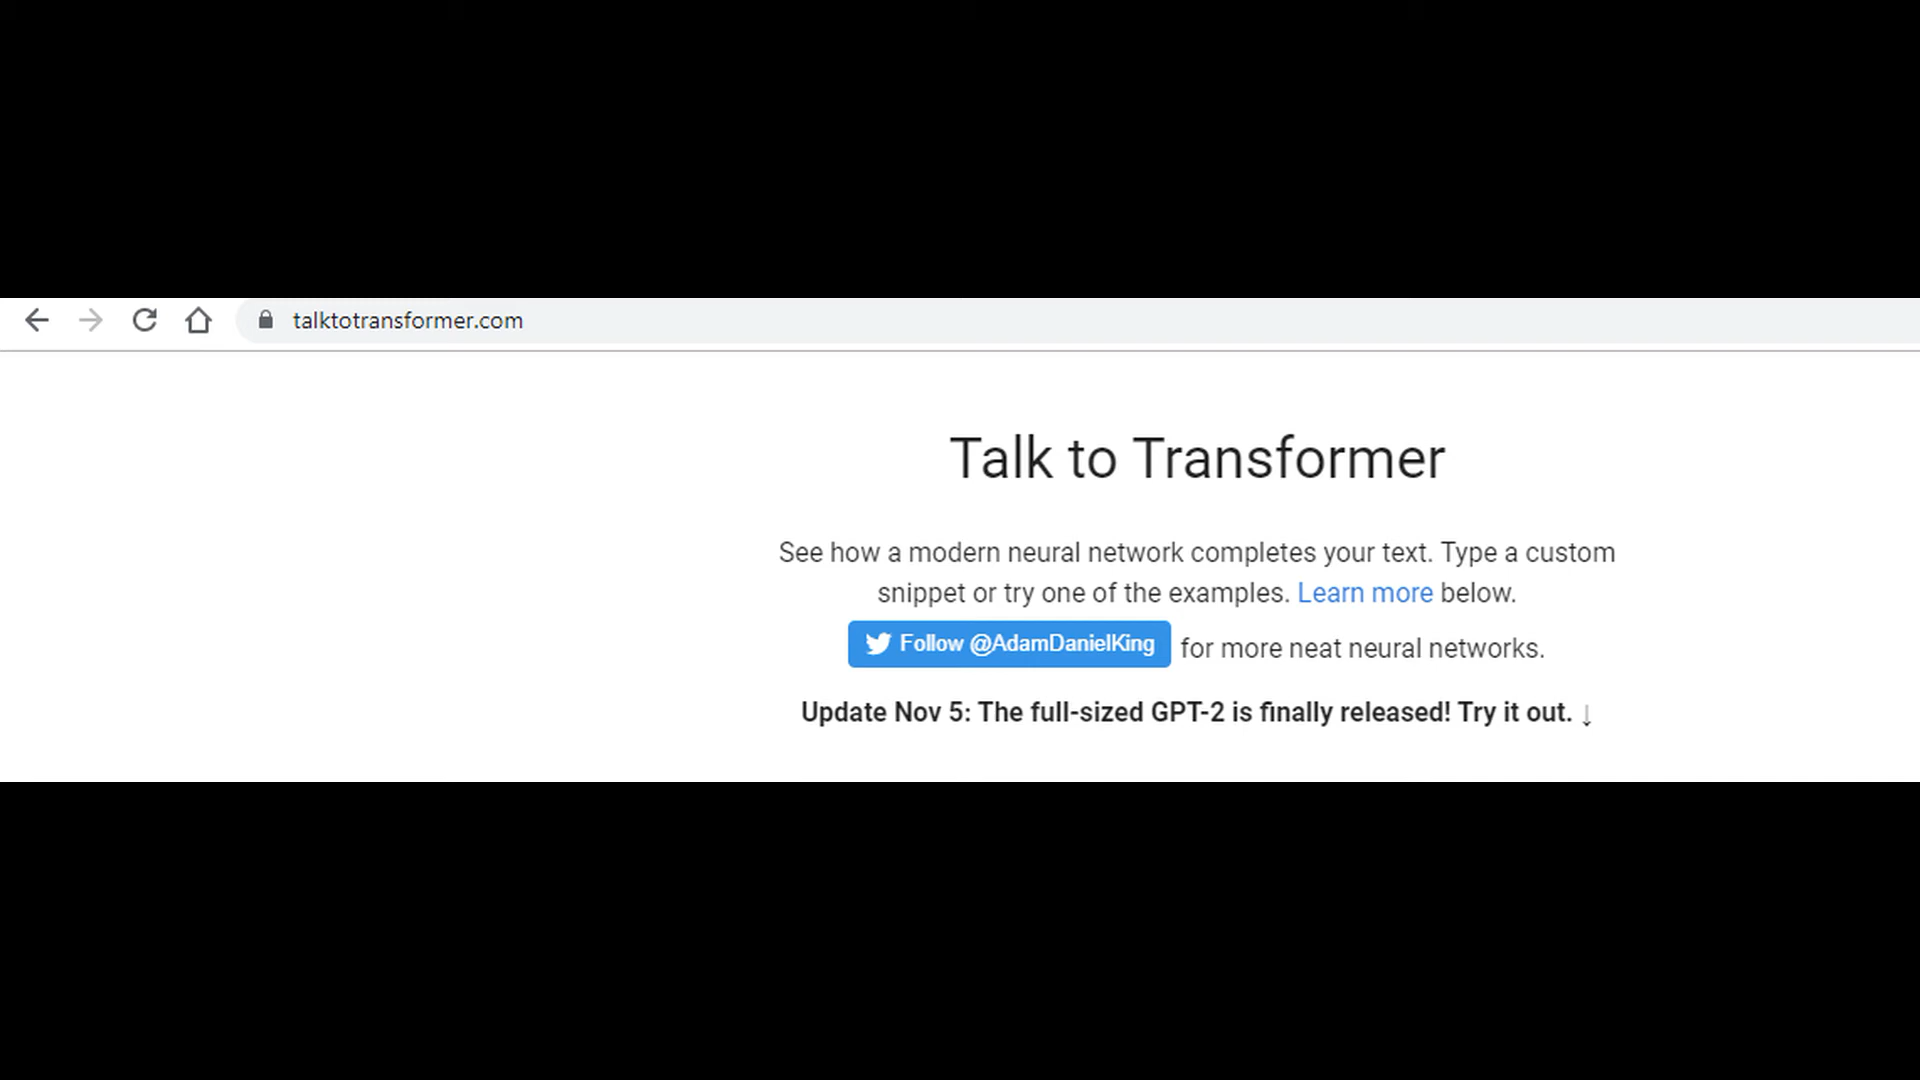 talktotransformer.com
Talk to Transformer
See how a modern neural network completes your text. Type a custom
snippet or try one of the examples. Learn more below.
Follow @AdamDanielKing for more neat neural networks.
Update Nov 5: The full-sized GPT-2 is finally released! Try it out. ↓